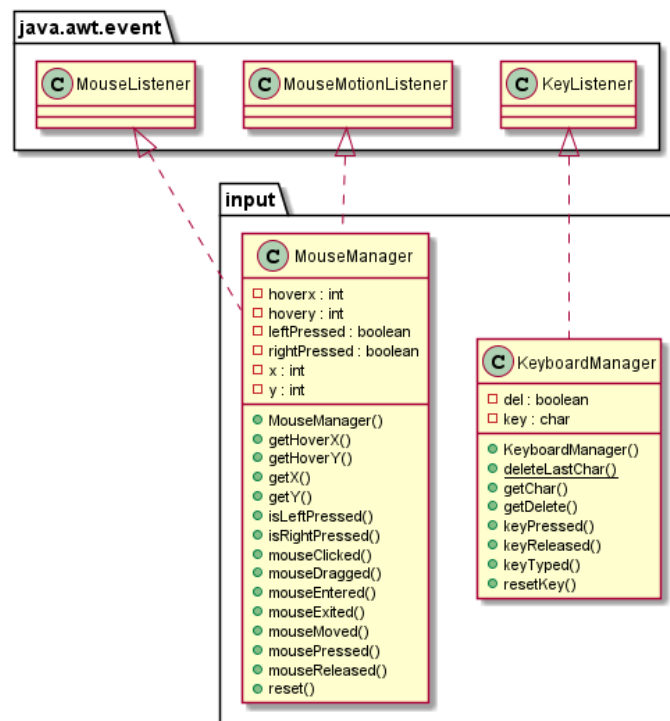 java.awt.event
C MouseListener
C MouseMotionListener
C KeyListener
input
C MouseManager
hoverx : int
hovery : int
leftPressed : boolean
rightPressed : boolean
x : int
y : int
MouseManager()
getHoverX()
getHoverY()
getX()
getY()
isLeftPressed()
isRightPressed()
mouseClicked()
mouseDragged()
mouseEntered()
mouseExited()
mouseMoved()
mousePressed()
mouseReleased()
reset()
C KeyboardManager
del : boolean
key : char
KeyboardManager()
deleteLastChar()
getChar()
getDelete()
keyPressed()
keyReleased()
keyTyped()
resetKey()